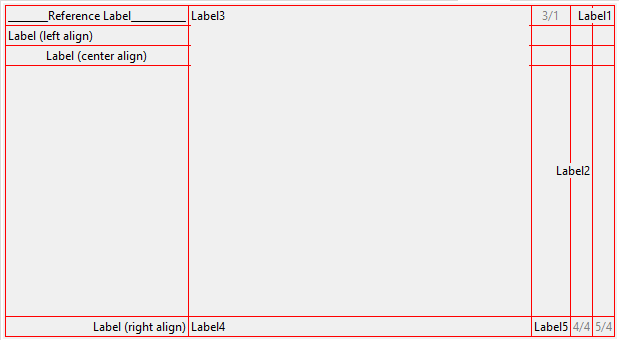 _______Reference Label_________ Label3 3/1 Label1
Label (left align)
Label (center align)
Label2
Label (right align) Label4 Label5 4/4 5/4